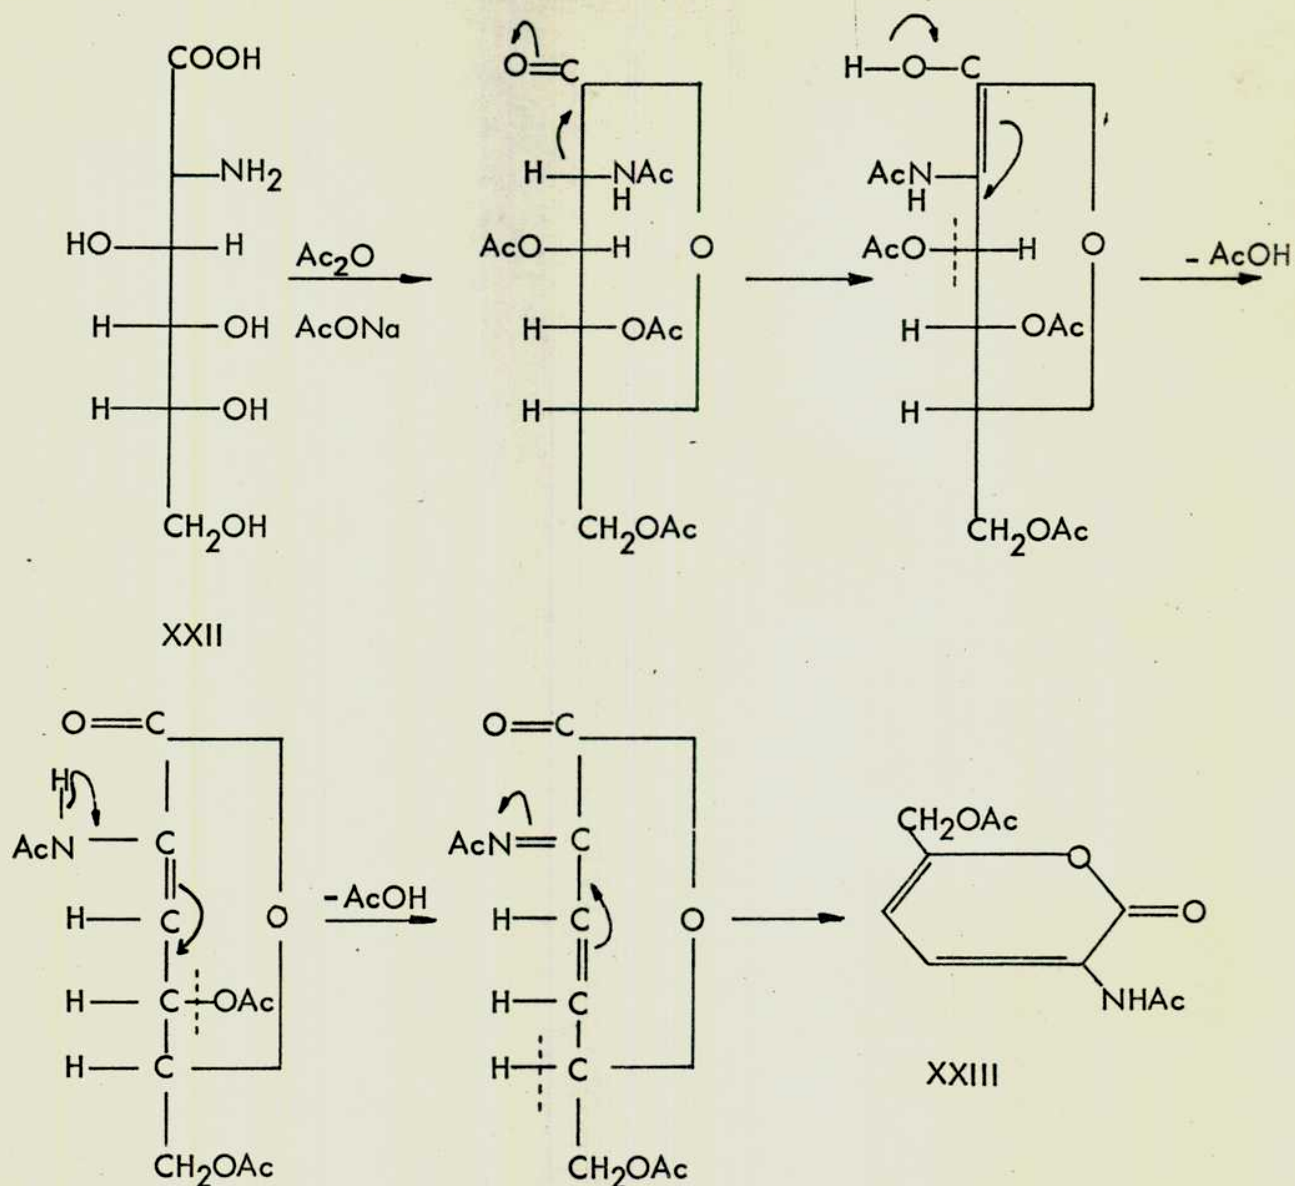 COOH
NH2
HO H
H OH
H OH
CH2OH
XXII
Ac2O
AcONa
O=C
H NAc
H
AcO H
O
H OAc
H
CH2OAc
H—O—C
AcN
H
AcO H
O
H OAc
H
CH2OAc
- AcOH
O=C
H
AcN C
H C
O
H C OAc
H C
CH2OAc
-AcOH
O=C
AcN=C
H C
O
H C
H C
CH2OAc
CH2OAc
O
O
NHAc
XXIII